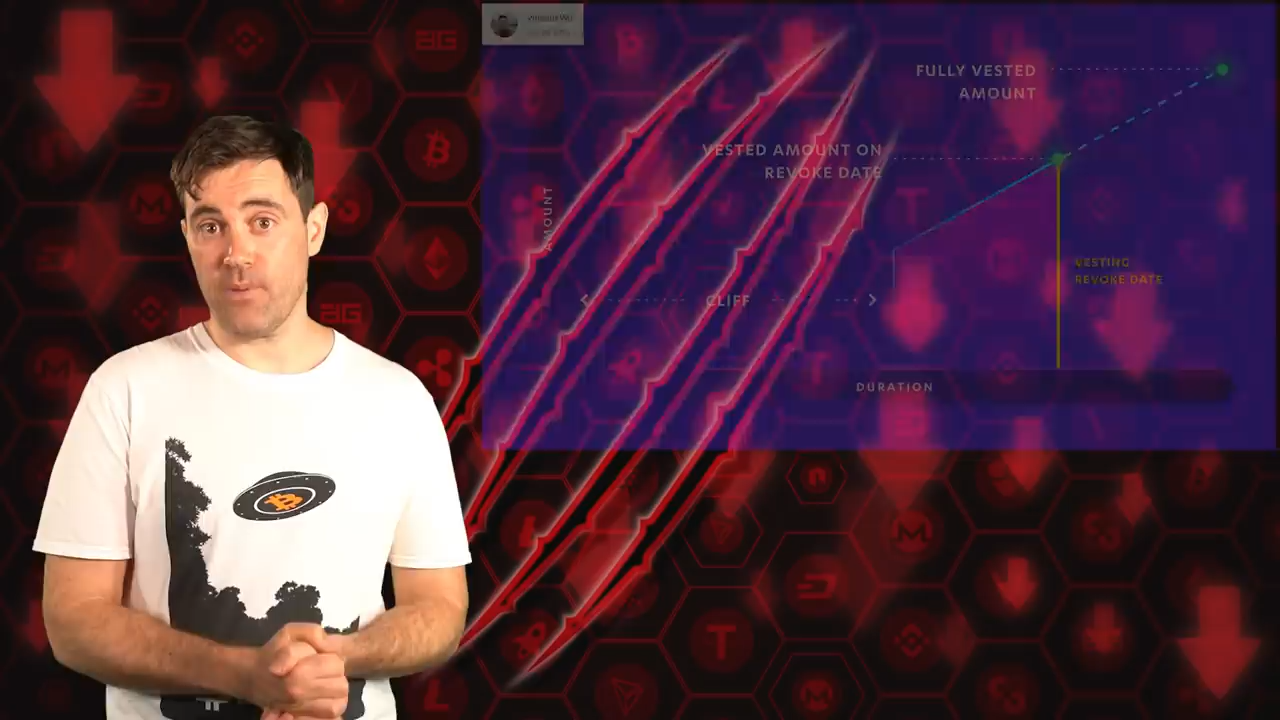 FULLY VESTED
AMOUNT
VESTED AMOUNT ON
REVOKE DATE
AMOUNT
VESTING
REVOKE DATE
CLIFF
DURATION